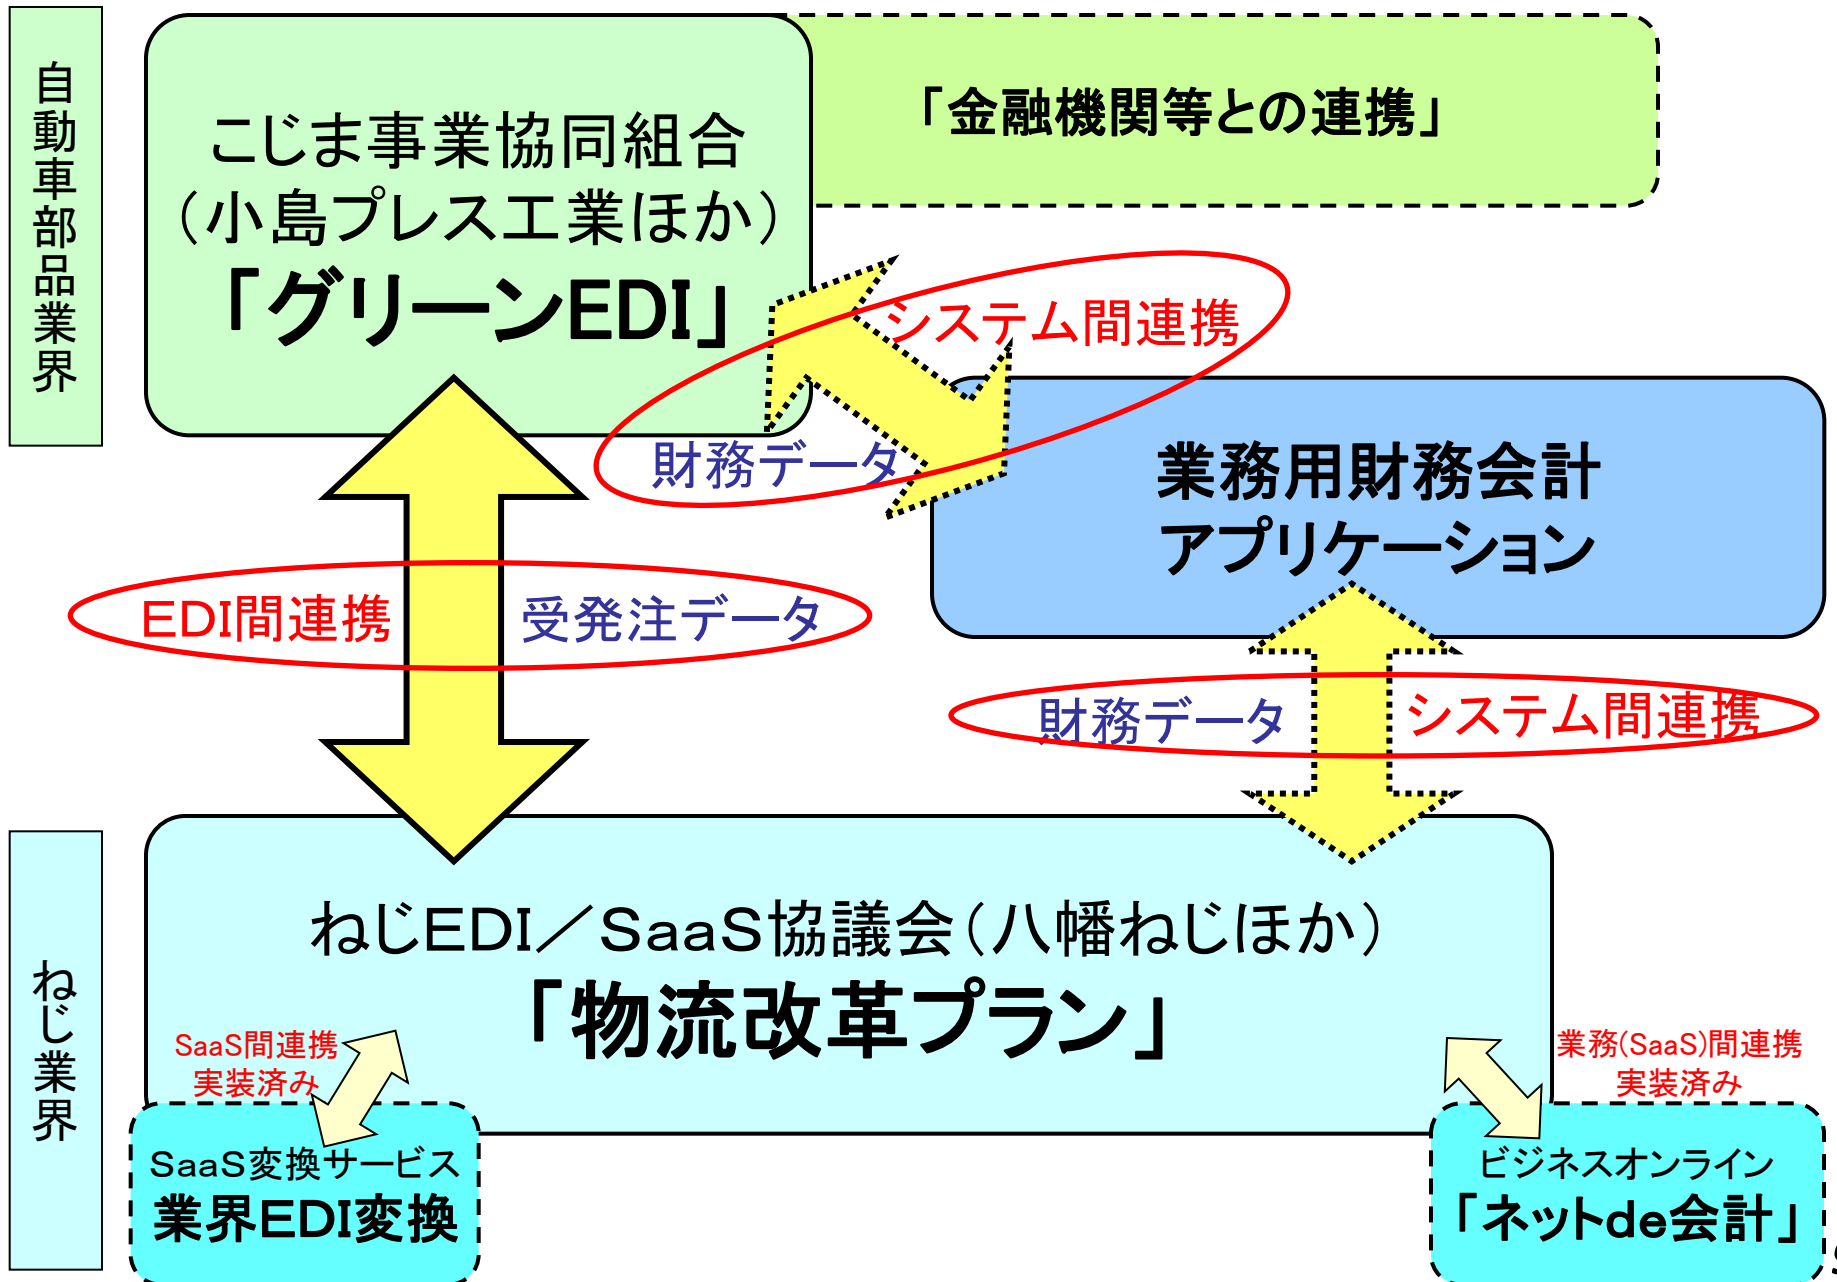 自動車部品業界
こじま事業協同組合
（小島プレス工業ほか）
「グリーンEDI」
「金融機関等との連携」
システム間連携
財務データ
業務用財務会計
アプリケーション
EDI間連携
受発注データ
財務データ
システム間連携
ねじ業界
ねじEDI／SaaS協議会（八幡ねじほか）
「物流改革プラン」
SaaS間連携
実装済み
業務(SaaS)間連携
実装済み
SaaS変換サービス
業界EDI変換
ビジネスオンライン
「ネットde会計」